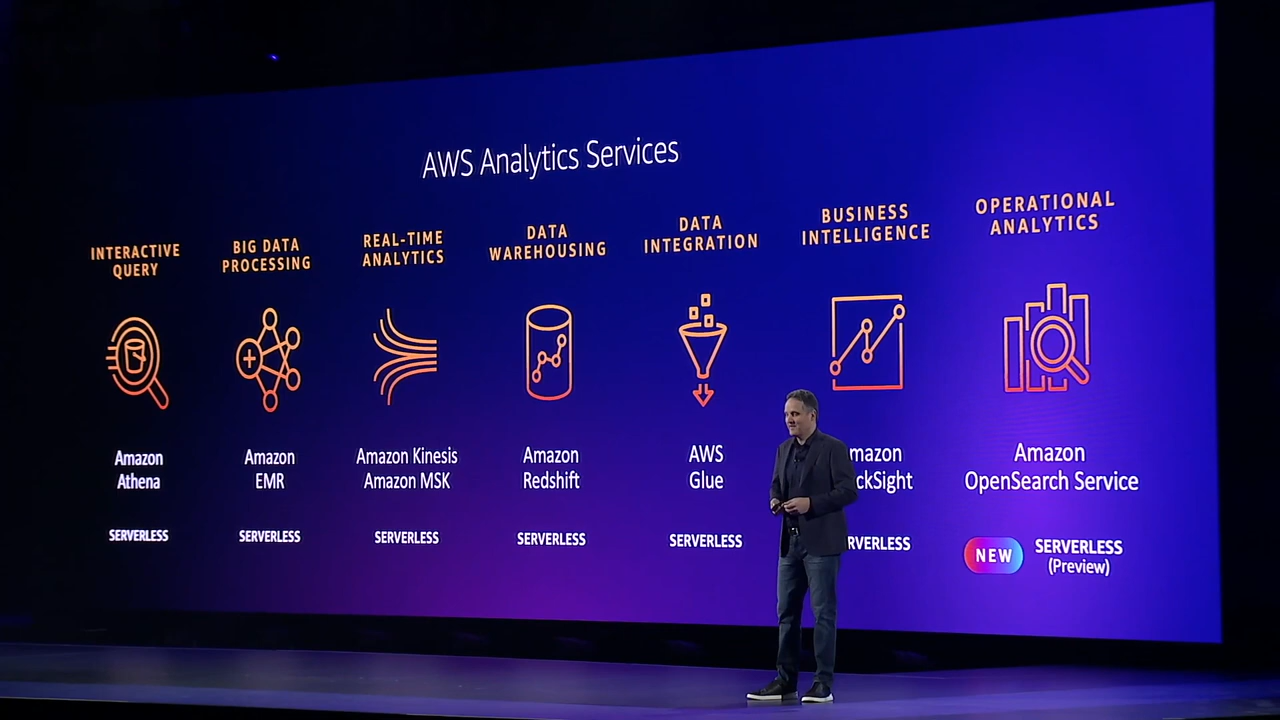 AWS Analytics Services
INTERACTIVE
QUERY
BIG DATA
PROCESSING
REAL-TIME
ANALYTICS
DATA
WAREHOUSING
DATA
INTEGRATION
BUSINESS
INTELLIGENCE
OPERATIONAL
ANALYTICS
Amazon
Athena
Amazon
EMR
Amazon Kinesis
Amazon MSK
Amazon
Redshift
AWS
Glue
mazon
ckSight
Amazon
OpenSearch Service
SERVERLESS
SERVERLESS
SERVERLESS
SERVERLESS
SERVERLESS
RVERLESS
NEW
SERVERLESS
(Preview)